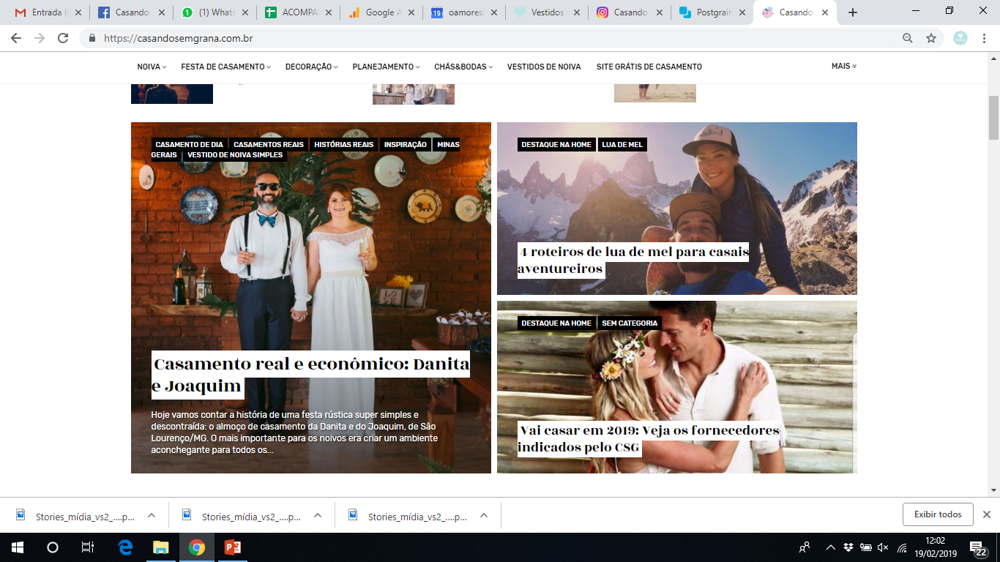 Entrada (
Casando
(1) Whats
ACOMPA
Google A
oamoresi
Vestidos
Casando
Postgrain
Casando
https://casandosemgrana.com.br
NOIVA
FESTA DE CASAMENTO
DECORAÇÃO
PLANEJAMENTO
CHÁS&BODAS
VESTIDOS DE NOIVA
SITE GRÁTIS DE CASAMENTO
MAIS
CASAMENTO DE DIA CASAMENTOS REAIS HISTÓRIAS REAIS INSPIRAÇÃO MINAS
GERAIS VESTIDO DE NOIVA SIMPLES
LOVE
Casamento real e econômico: Danita
e Joaquim
Hoje vamos contar a história de uma festa rústica super simples e
descontraída: o almoço de casamento da Danita e do Joaquim, de São
Lourenço/MG. O mais importante para os noivos era criar um ambiente
aconchegante para todos os...
DESTAQUE NA HOME LUA DE MEL
4 roteiros de lua de mel para casais
aventureiros
DESTAQUE NA HOME SEM CATEGORIA
Vai casar em 2019: Veja os fornecedores
indicados pelo CSG
Stories_mídia_vs2_....p...
Stories_mídia_vs2_....p...
Stories_mídia_vs2_....p...
Exibir todos
12:02
19/02/2019
22